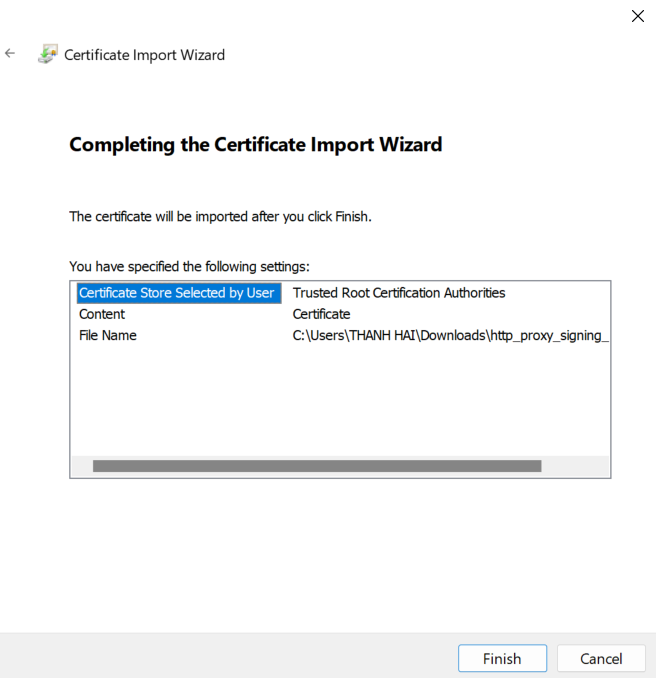 Certificate Import Wizard
Completing the Certificate Import Wizard
The certificate will be imported after you click Finish.
You have specified the following settings:
Certificate Store Selected by User Trusted Root Certification Authorities
Content Certificate
File Name C:\Users\THANH HAI\Downloads\http_proxy_signing_
Finish Cancel